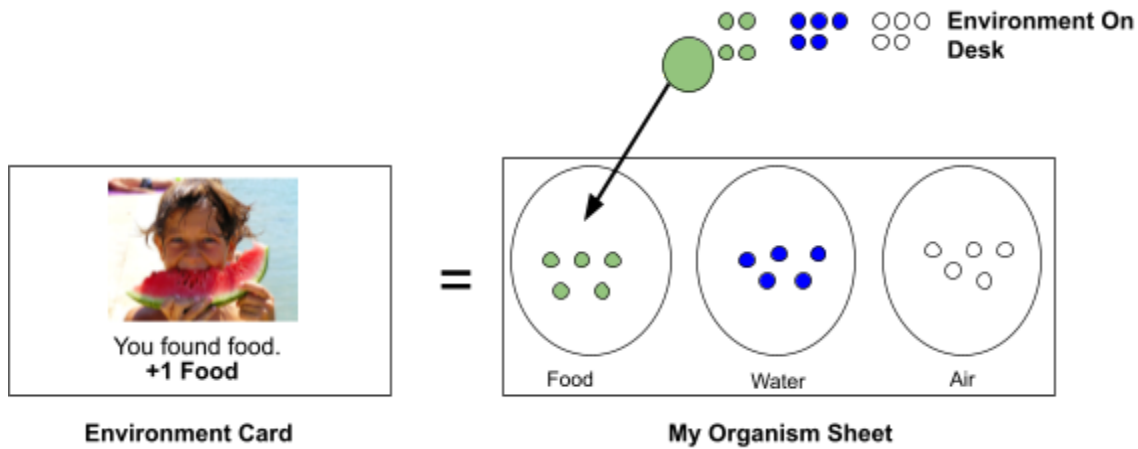 Environment On
Desk
You found food.
+1 Food
=
Food
Water
Air
Environment Card
My Organism Sheet